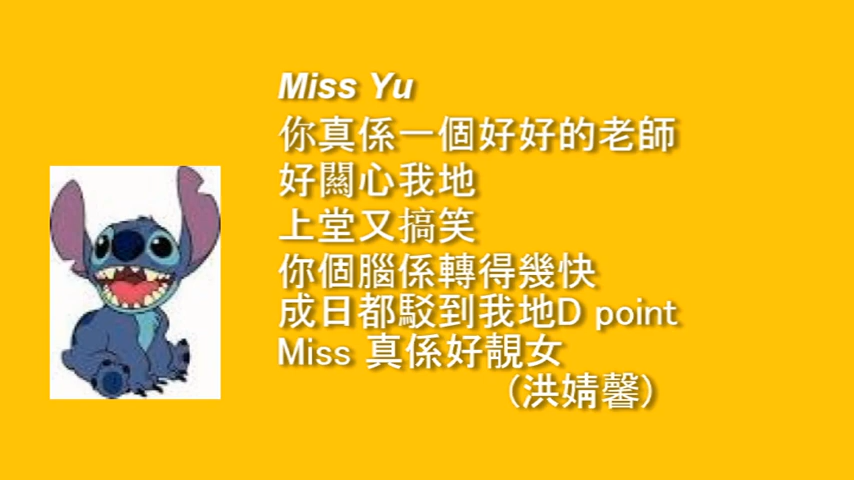 Miss Yu
你真係一個好好的老師
好關心我地
上堂又搞笑
你個腦係轉得幾快
成日都駁到我地D point
Miss 真係好靚女
(洪婧馨)